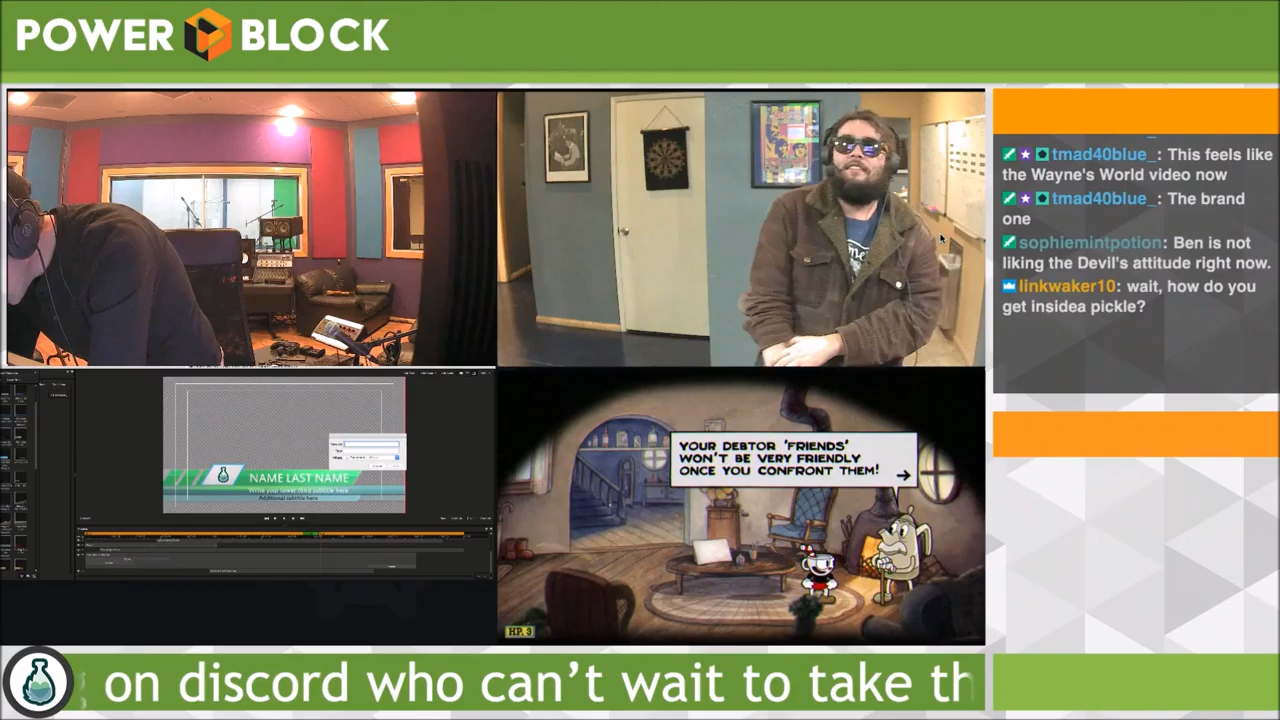 POWER BLOCK
tmad40blue_: This feels like
the Wayne's World video now
tmad40blue_: The brand
one
sophiemintpotion: Ben is not
liking the Devil's attitude right now.
linkwaker10: wait, how do you
get insidea pickle?
NAME LAST NAME
Write your lower third subtitle here
Additional subtitle here
YOUR DEBTOR 'FRIENDS'
WON'T BE VERY FRIENDLY
ONCE YOU CONFRONT THEM!
HP. 3
on discord who can't wait to take th